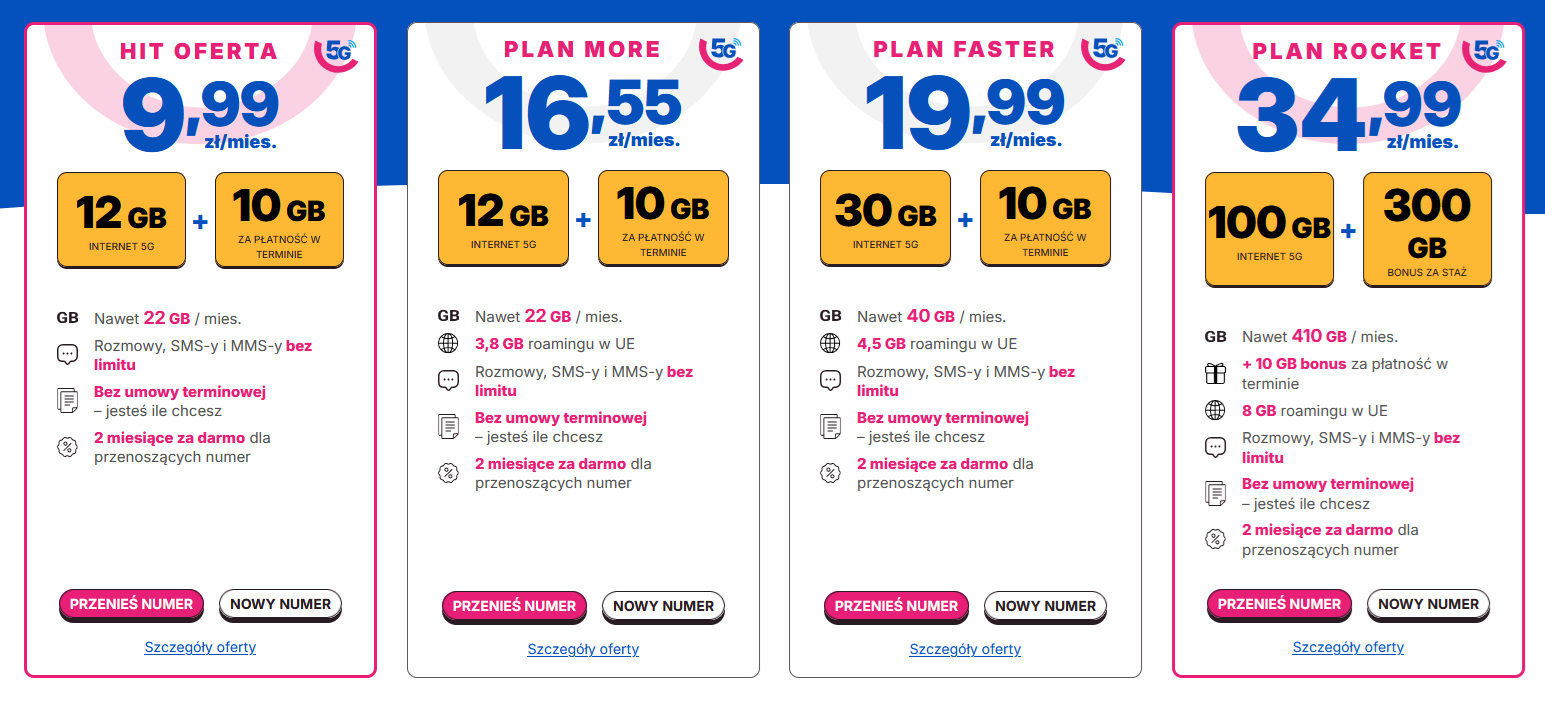 HIT OFERTA
5G
9,99
zł/mies.
12 GB
INTERNET 5G
+
10 GB
ZA PŁATNOŚĆ W
TERMINIE
GB Nawet 22 GB / mies.
Rozmowy, SMS-y i MMS-y bez
limitu
Bez umowy terminowej
– jesteś ile chcesz
2 miesiące za darmo dla
przenoszących numer
PRZENIEŚ NUMER
NOWY NUMER
Szczegóły oferty
PLAN MORE
5G
16,55
zł/mies.
12 GB
INTERNET 5G
+
10 GB
ZA PŁATNOŚĆ W
TERMINIE
GB Nawet 22 GB / mies.
3,8 GB roamingu w UE
Rozmowy, SMS-y i MMS-y bez
limitu
Bez umowy terminowej
– jesteś ile chcesz
2 miesiące za darmo dla
przenoszących numer
PRZENIEŚ NUMER
NOWY NUMER
Szczegóły oferty
PLAN FASTER
5G
19,99
zł/mies.
30 GB
INTERNET 5G
+
10 GB
ZA PŁATNOŚĆ W
TERMINIE
GB Nawet 40 GB / mies.
4,5 GB roamingu w UE
Rozmowy, SMS-y i MMS-y bez
limitu
Bez umowy terminowej
– jesteś ile chcesz
2 miesiące za darmo dla
przenoszących numer
PRZENIEŚ NUMER
NOWY NUMER
Szczegóły oferty
PLAN ROCKET
5G
34,99
zł/mies.
100 GB
INTERNET 5G
+
300
GB
BONUS ZA STAŻ
GB Nawet 410 GB / mies.
+ 10 GB bonus za płatność w
terminie
8 GB roamingu w UE
Rozmowy, SMS-y i MMS-y bez
limitu
Bez umowy terminowej
– jesteś ile chcesz
2 miesiące za darmo dla
przenoszących numer
PRZENIEŚ NUMER
NOWY NUMER
Szczegóły oferty